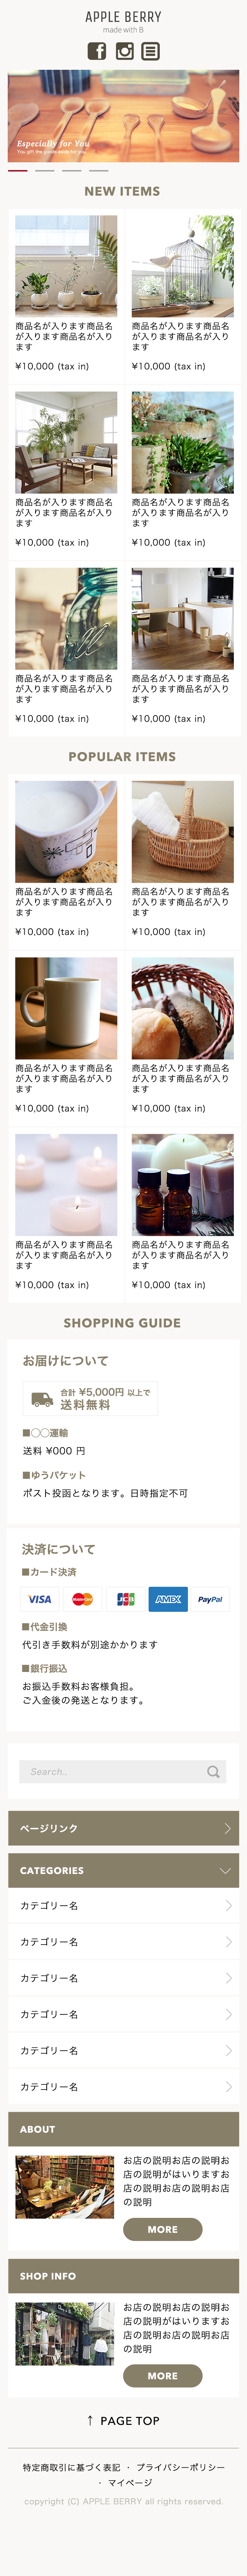 APPLE BERRY
made with B
Especially for You
NEW ITEMS
商品名が入ります商品名
が入ります商品名が入り
ます
¥10,000 (tax in)
商品名が入ります商品名
が入ります商品名が入り
ます
¥10,000 (tax in)
商品名が入ります商品名
が入ります商品名が入り
ます
¥10,000 (tax in)
商品名が入ります商品名
が入ります商品名が入り
ます
¥10,000 (tax in)
商品名が入ります商品名
が入ります商品名が入り
ます
¥10,000 (tax in)
商品名が入ります商品名
が入ります商品名が入り
ます
¥10,000 (tax in)
POPULAR ITEMS
商品名が入ります商品名
が入ります商品名が入り
ます
¥10,000 (tax in)
商品名が入ります商品名
が入ります商品名が入り
ます
¥10,000 (tax in)
商品名が入ります商品名
が入ります商品名が入り
ます
¥10,000 (tax in)
商品名が入ります商品名
が入ります商品名が入り
ます
¥10,000 (tax in)
商品名が入ります商品名
が入ります商品名が入り
ます
¥10,000 (tax in)
商品名が入ります商品名
が入ります商品名が入り
ます
¥10,000 (tax in)
SHOPPING GUIDE
お届けについて
合計 ¥5,000円 以上で
送料無料
■◯◯運輸
送料 ¥000 円
■ゆうパケット
ポスト投函となります。日時指定不可
決済について
■カード決済
VISA MasterCard JCB AMEX PayPal
■代金引換
代引き手数料が別途かかります
■銀行振込
お振込手数料お客様負担。
ご入金後の発送となります。
Search..
ページリンク
CATEGORIES
カテゴリー名
カテゴリー名
カテゴリー名
カテゴリー名
カテゴリー名
カテゴリー名
ABOUT
お店の説明お店の説明お
店の説明がはいりますお
店の説明お店の説明お店
の説明
MORE
SHOP INFO
お店の説明お店の説明お
店の説明がはいりますお
店の説明お店の説明お店
の説明
MORE
↑ PAGE TOP
特定商取引に基づく表記 ・ プライバシーポリシー
・ マイページ
copyright (C) APPLE BERRY all rights reserved.